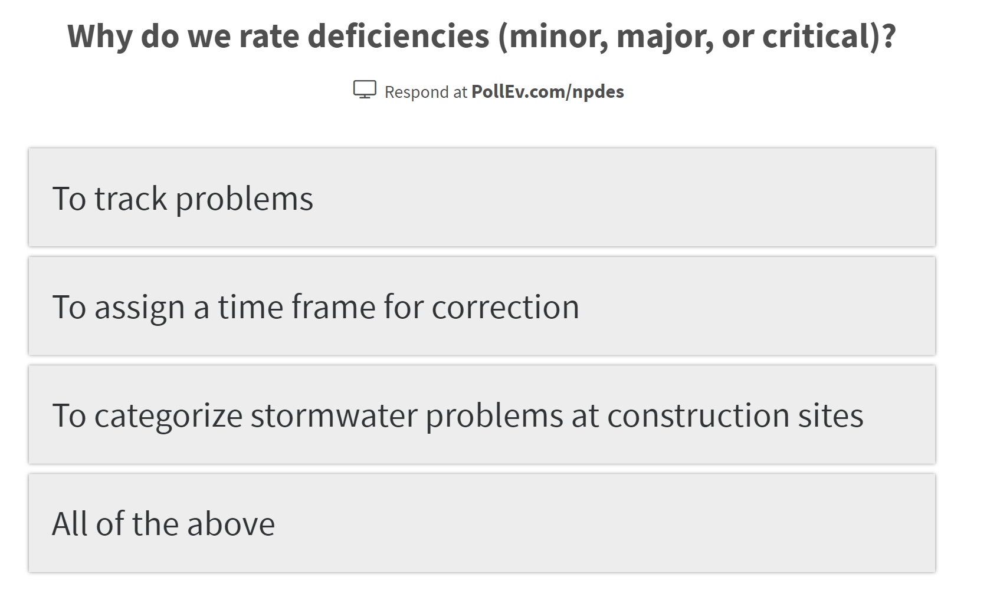 Why do we rate deficiencies (minor, major, or critical)?
Respond at PollEv.com/npdes
To track problems
To assign a time frame for correction
To categorize stormwater problems at construction sites
All of the above